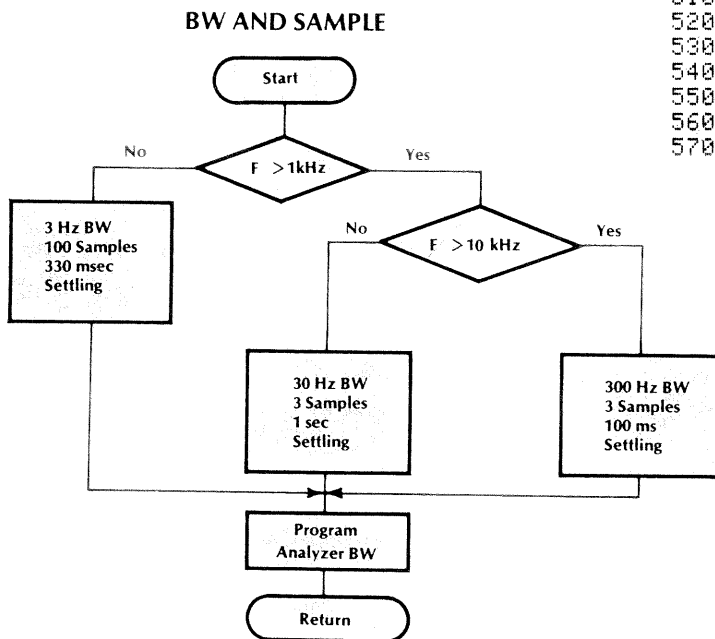 BW AND SAMPLE
520
530
540
550
560
570
Start
No
F > 1kHz
Yes
3 Hz BW
100 Samples
330 msec
Settling
No
F > 10 kHz
Yes
30 Hz BW
3 Samples
1 sec
Settling
300 Hz BW
3 Samples
100 ms
Settling
Program
Analyzer BW
Return